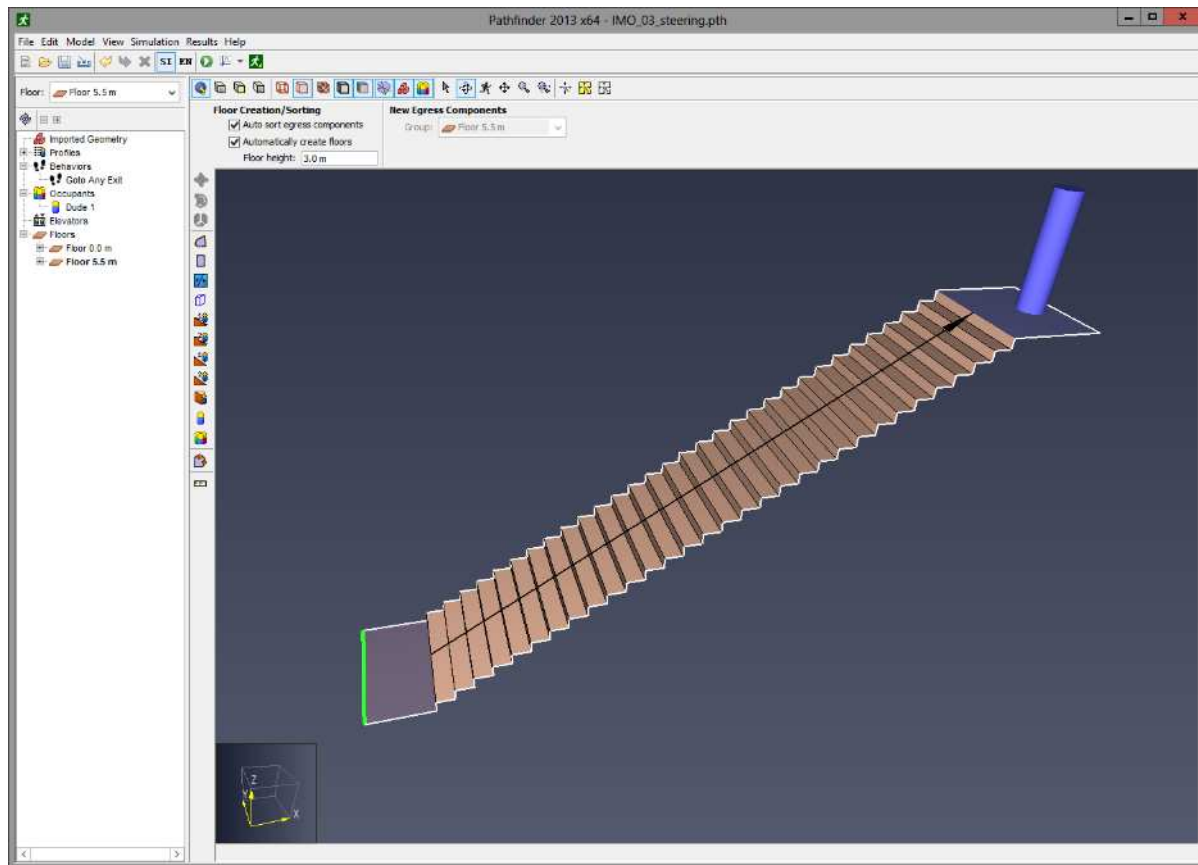 Pathfinder 2013 x64 - IMO_03_steering.pth
File Edit Model View Simulation Results Help
SI EN
Floor: Floor 5.5 m
Floor Creation/Sorting
Auto sort egress components
Automatically create floors
Floor height: 3.0 m
New Egress Components
Group: Floor 5.5 m
Imported Geometry
Profiles
Behaviors
Goto Any Exit
Occupants
Dude 1
Elevators
Floors
Floor 0.0 m
Floor 5.5 m
Z
Y
X